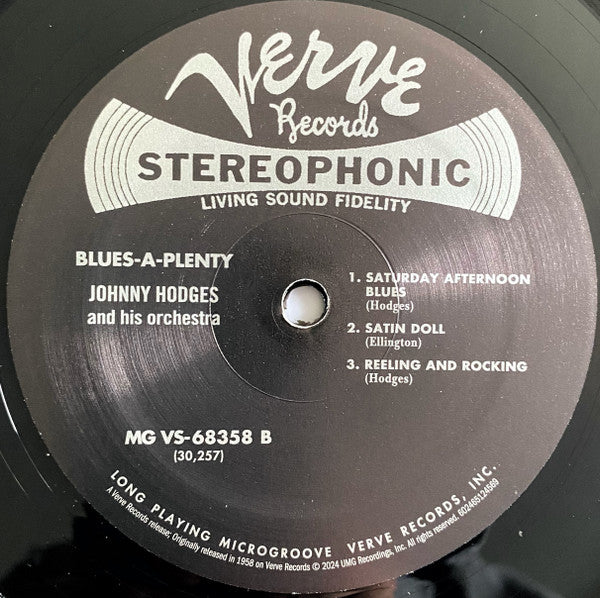 Verve
Records
STEREOPHONIC
LIVING SOUND FIDELITY
BLUES-A-PLENTY
JOHNNY HODGES
and his orchestra
1. SATURDAY AFTERNOON
BLUES
(Hodges)
2. SATIN DOLL
(Ellington)
3. REELING AND ROCKING
(Hodges)
MG VS-68358 B
(30,257)
LONG PLAYING MICROGROOVE VERVE RECORDS, INC.
A Verve Records release; Originally released in 1958 on Verve Records © 2024 UMG Recordings, Inc. All rights reserved. 602465124569